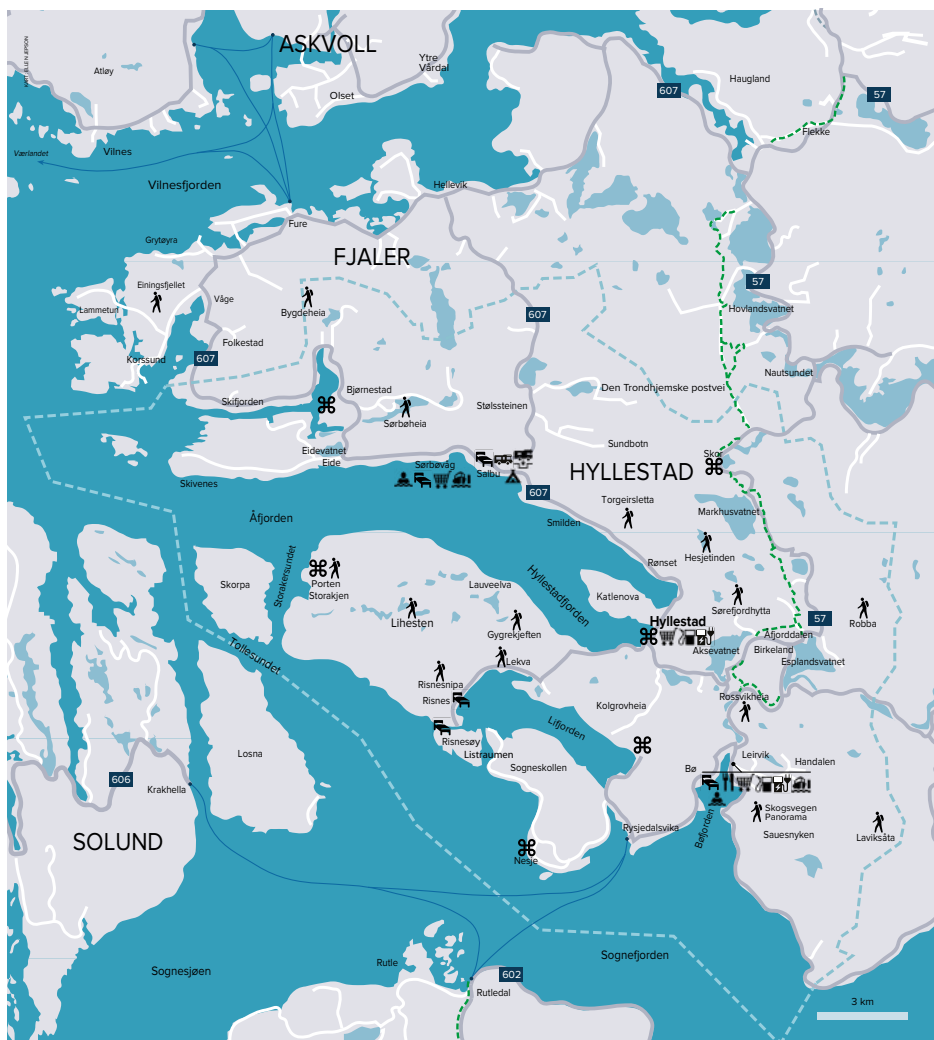 KART: ELLEN JEPSON
ASKVOLL
Atløy
Ytre
Vårdal
Haugland
607
57
Olset
Flekke
Værlandet
Vilnes
Vilnesfjorden
Hellevik
Fure
Grytøyra
FJALER
Einingsfjellet
57
Lammetun
Våge
Bygdeheia
Hovlandsvatnet
607
Folkestad
Korssund
607
Nautsundet
Bjørnestad
Den Trondhjemske postvei
Skifjorden
Stølssteinen
Sørbøheia
Sundbotn
Eidevatnet
Eide
Skor
Sørbøvåg
Salbu
HYLLESTAD
Skivenes
607
Torgeirsletta
Markhusvatnet
Åfjorden
Smilden
Hesjetinden
Rønset
Storakersundet
Skorpa
Porten
Storakjen
Lauveelva
Hyllestadfjorden
Katlenova
Sørefjordhytta
Lihesten
Hyllestad
57
Robba
Gygrekjeften
Åfjorddalen
Tollesundet
Aksevatnet
Birkeland
Lekva
Esplandsvatnet
Risnesnipa
Rossvikheia
Risnes
Kolgrovheia
Lifjorden
Risnesøy
Losna
Listraumen
Leirvik
Sogneskollen
Bø
Handalen
606
Krakhella
Skogsvegen
Panorama
Bøfjorden
Rysjedalsvika
Sauesnyken
Laviksåta
SOLUND
Nesje
Sognefjorden
Rutle
Sognesjøen
602
Rutledal
3 km